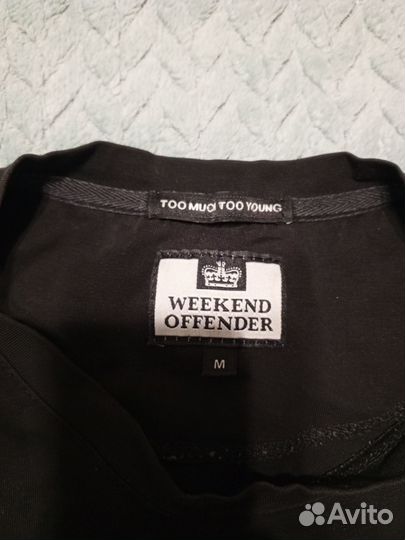 TOO MUCH TOO YOUNG
WEEKEND
OFFENDER
M
Avito